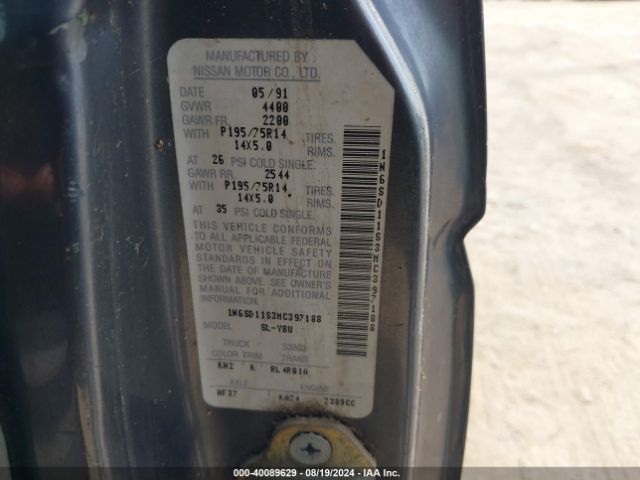 MANUFACTURED BY
NISSAN MOTOR CO., LTD.
DATE 05/91
GVWR 4400
GAWR FR. 2200
WITH P195/75R14 TIRES.
14X5.0 RIMS.
AT 26 PSI COLD SINGLE.
GAWR RR. 2544
WITH P195/75R14 TIRES.
14X5.0 RIMS.
AT 35 PSI COLD SINGLE.
THIS VEHICLE CONFORMS
TO ALL APPLICABLE FEDERAL
MOTOR VEHICLE SAFETY
STANDARDS IN EFFECT ON
THE DATE OF MANUFACTURE
SHOWN ABOVE. SEE OWNER'S
MANUAL FOR ADDITIONAL
INFORMATION.
1N6SD11S3MC397188
MODEL SL-YBU
TRUCK S3803
COLOR TRIM TRANS
KH2 K RL4R01A
AXLE ENGINE
HF37 KA24 2389CC
1N6SD11S3MC397188
000-40089629 - 08/19/2024 - IAA Inc.